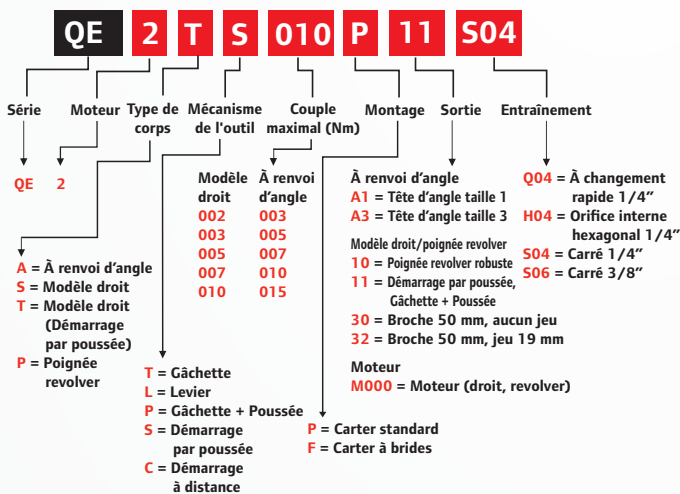 QE 2 T S 010 P 11 S04
Série
Moteur
Type de
corps
Mécanisme
de l'outil
Couple
maximal (Nm)
Montage
Sortie
Entraînement
QE
2
A = À renvoi d'angle
S = Modèle droit
T = Modèle droit
(Démarrage
par poussée)
P = Poignée
revolver
T = Gâchette
L = Levier
P = Gâchette + Poussée
S = Démarrage
par poussée
C = Démarrage
à distance
Modèle
droit
002
003
005
007
010
À renvoi
d'angle
003
005
007
010
015
P = Carter standard
F = Carter à brides
À renvoi d'angle
A1 = Tête d'angle taille 1
A3 = Tête d'angle taille 3
Modèle droit/poignée revolver
10 = Poignée revolver robuste
11 = Démarrage par poussée,
Gâchette + Poussée
30 = Broche 50 mm, aucun jeu
32 = Broche 50 mm, jeu 19 mm
Moteur
M000 = Moteur (droit, revolver)
Q04 = À changement
rapide 1/4″
H04 = Orifice interne
hexagonal 1/4″
S04 = Carré 1/4″
S06 = Carré 3/8″